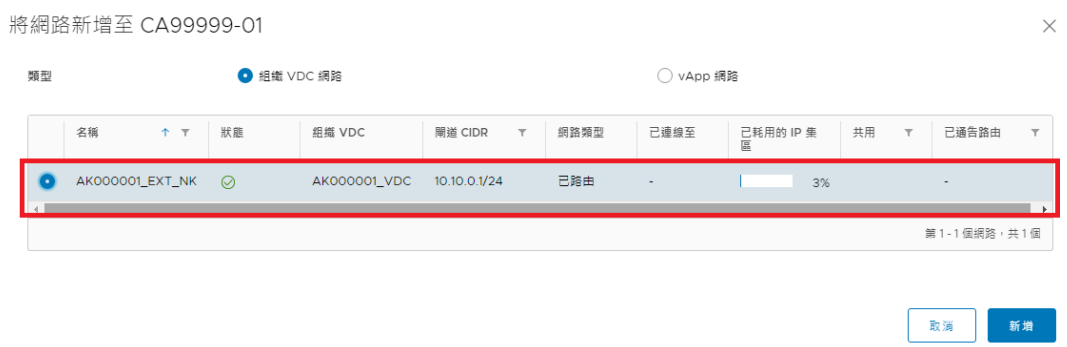 將網路新增至 CA99999-01
類型 組織 VDC 網路 vApp 網路
名稱 狀態 組織 VDC 閘道 CIDR 網路類型 已連線至 已耗用的 IP 集區 共用 已通告路由
AK000001_EXT_NK AK000001_VDC 10.10.0.1/24 已路由 - 3% -
第 1 - 1 個網路，共 1 個
取消 新增